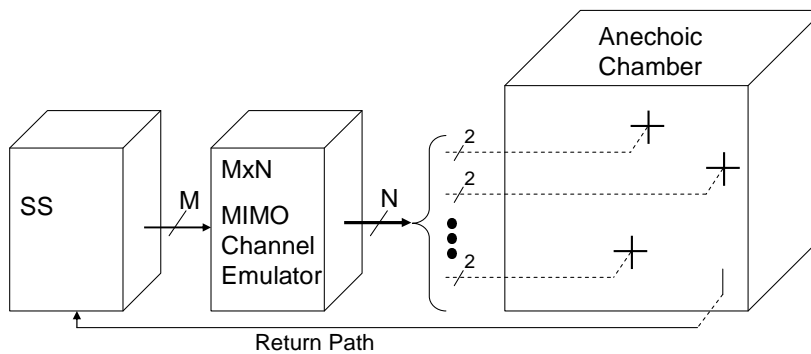 Anechoic
Chamber
SS
M
MxN
MIMO
Channel
Emulator
N
2
2
2
Return Path